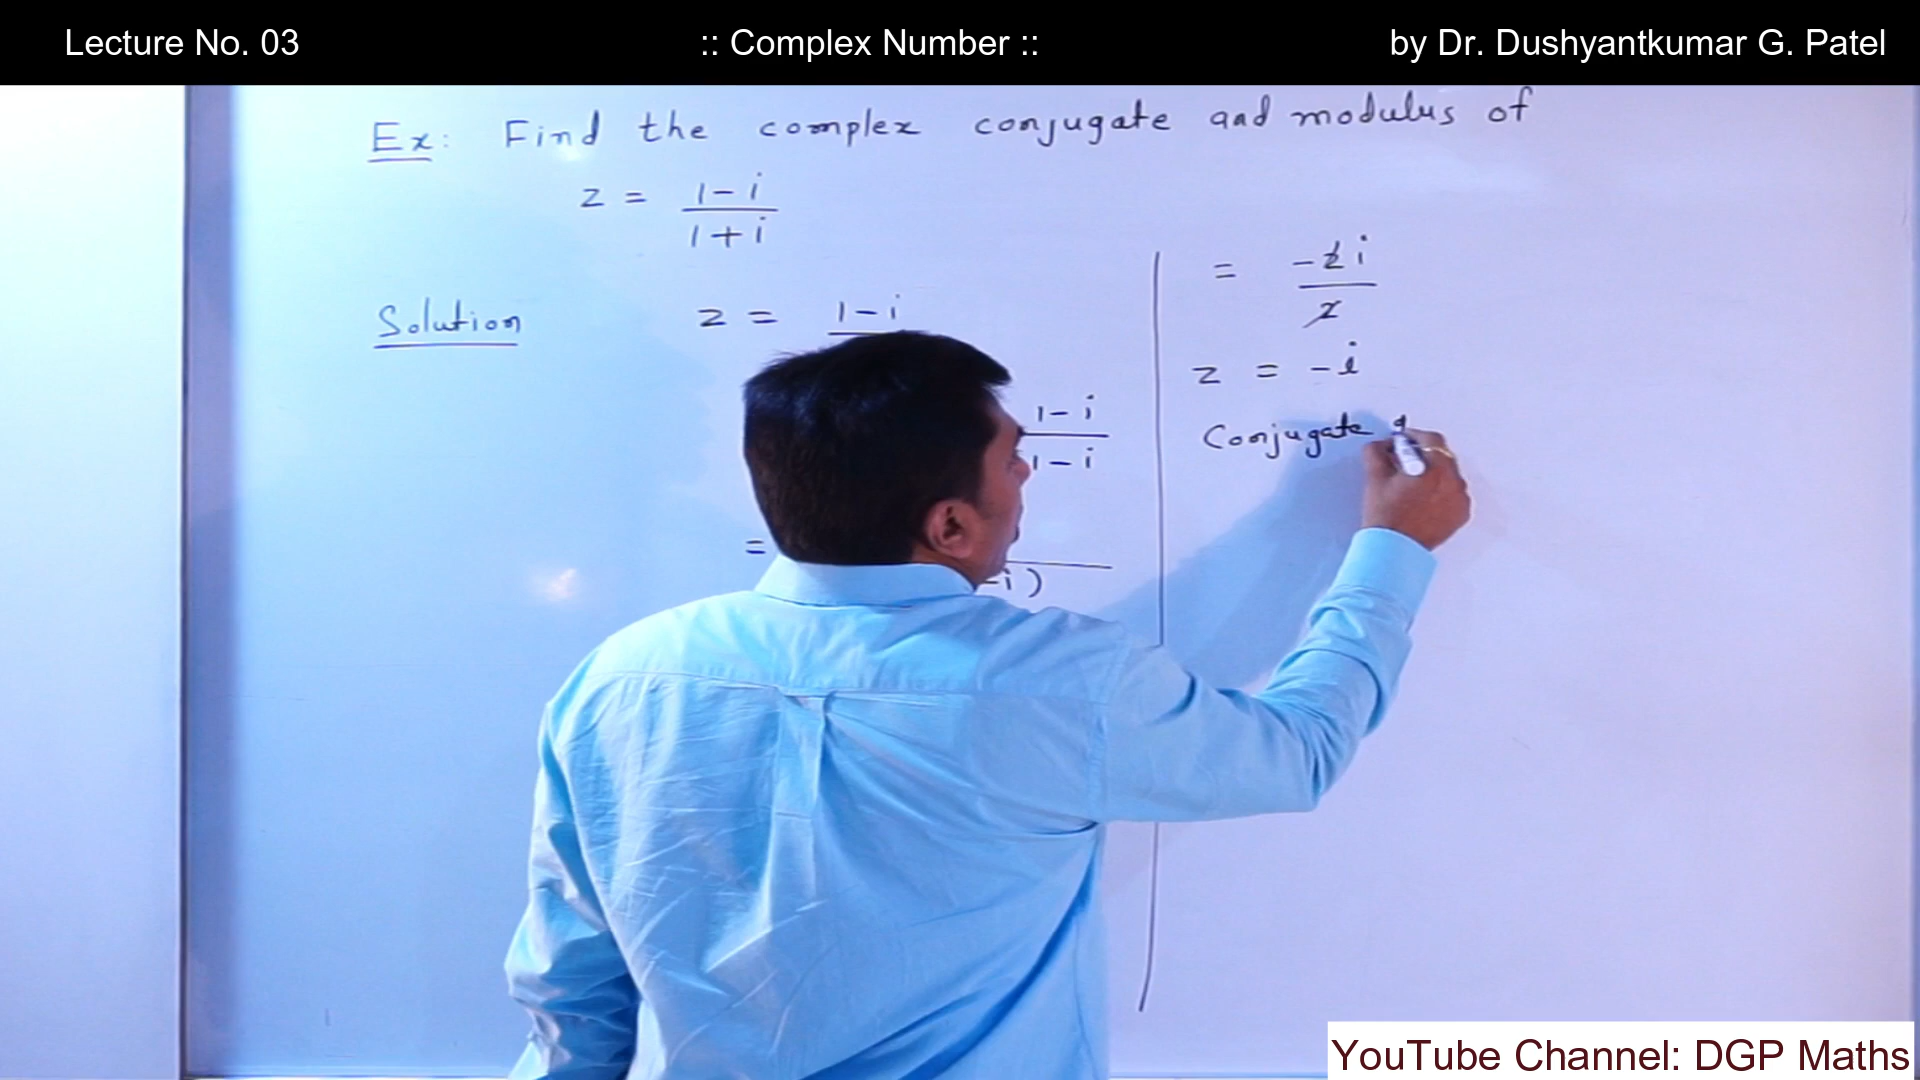 Lecture No. 03 :: Complex Number :: by Dr. Dushyantkumar G. Patel
Ex: Find the complex conjugate and modulus of
z = 1-i
1+i
Solution
z = 1-i
1-i
1-i
=
-i)
= -2i
2
z = -i
Conjugate
YouTube Channel: DGP Maths